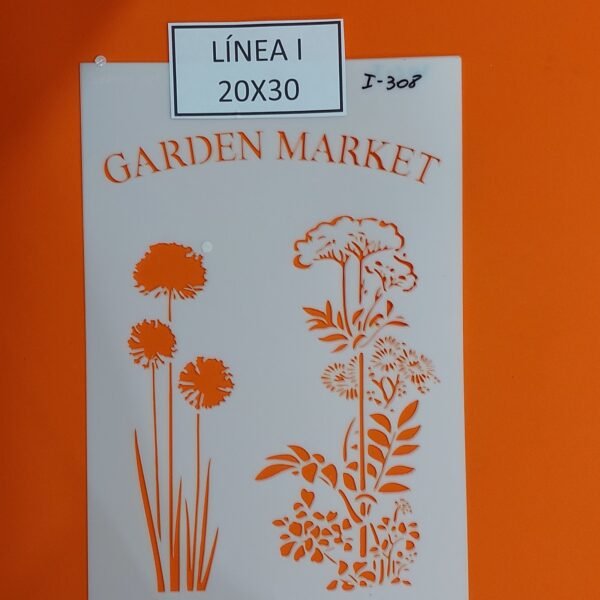 LÍNEA I
20X30
I-308
GARDEN MARKET